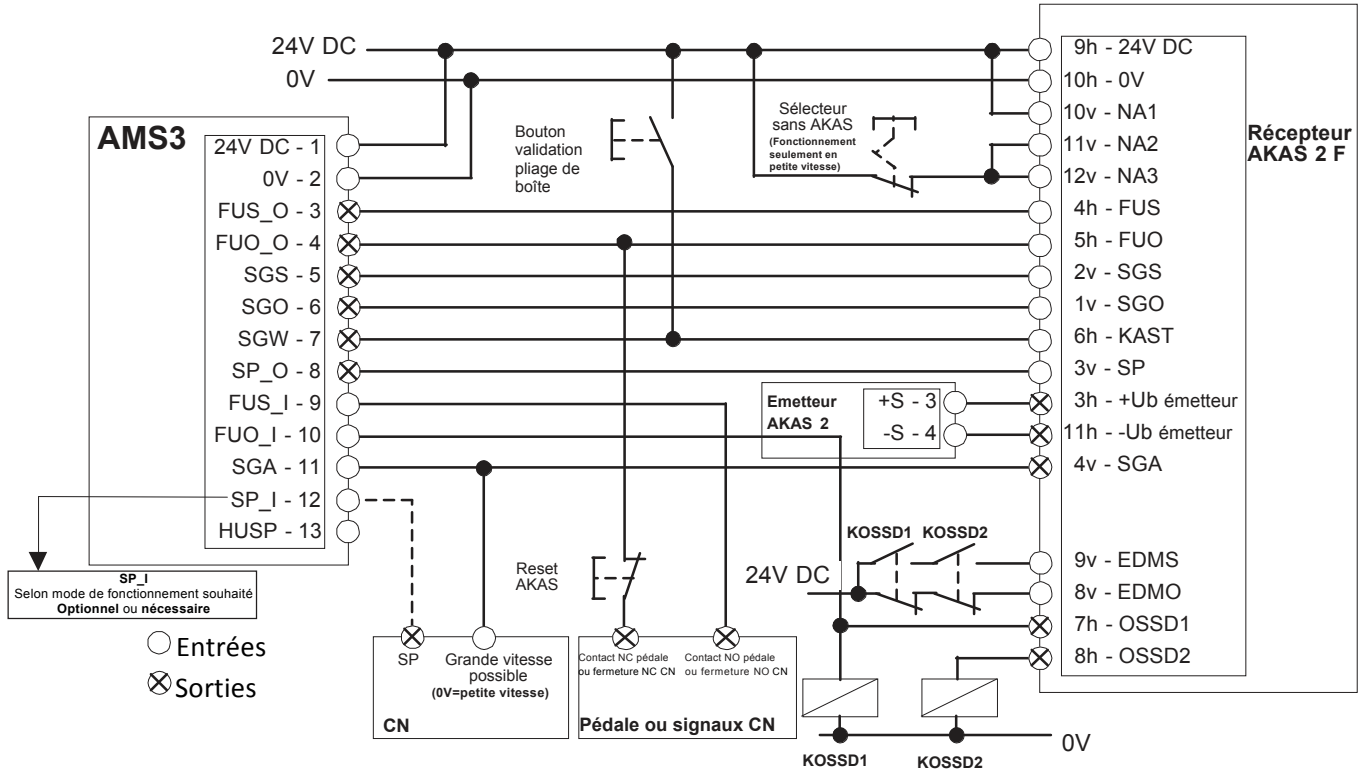 24V DC
0V
AMS3
24V DC - 1
0V - 2
FUS_O - 3
FUO_O - 4
SGS - 5
SGO - 6
SGW - 7
SP_O - 8
FUS_I - 9
FUO_I - 10
SGA - 11
SP_I - 12
HUSP - 13
SP_I
Selon mode de fonctionnement souhaité
Optionnel ou nécessaire
Entrées
Sorties
Bouton
validation
pliage de
boîte
Sélecteur
sans AKAS
(Fonctionnement
seulement en
petite vitesse)
Récepteur
AKAS 2 F
9h - 24V DC
10h - 0V
10v - NA1
11v - NA2
12v - NA3
4h - FUS
5h - FUO
2v - SGS
1v - SGO
6h - KAST
3v - SP
3h - +Ub émetteur
11h - -Ub émetteur
4v - SGA
9v - EDMS
8v - EDMO
7h - OSSD1
8h - OSSD2
Emetteur
AKAS 2
+S - 3
-S - 4
KOSSD1
KOSSD2
24V DC
Reset
AKAS
SP
Grande vitesse
possible
(0V=petite vitesse)
CN
Contact NC pédale
ou fermeture NC CN
Contact NO pédale
ou fermeture NO CN
Pédale ou signaux CN
KOSSD1
KOSSD2
0V